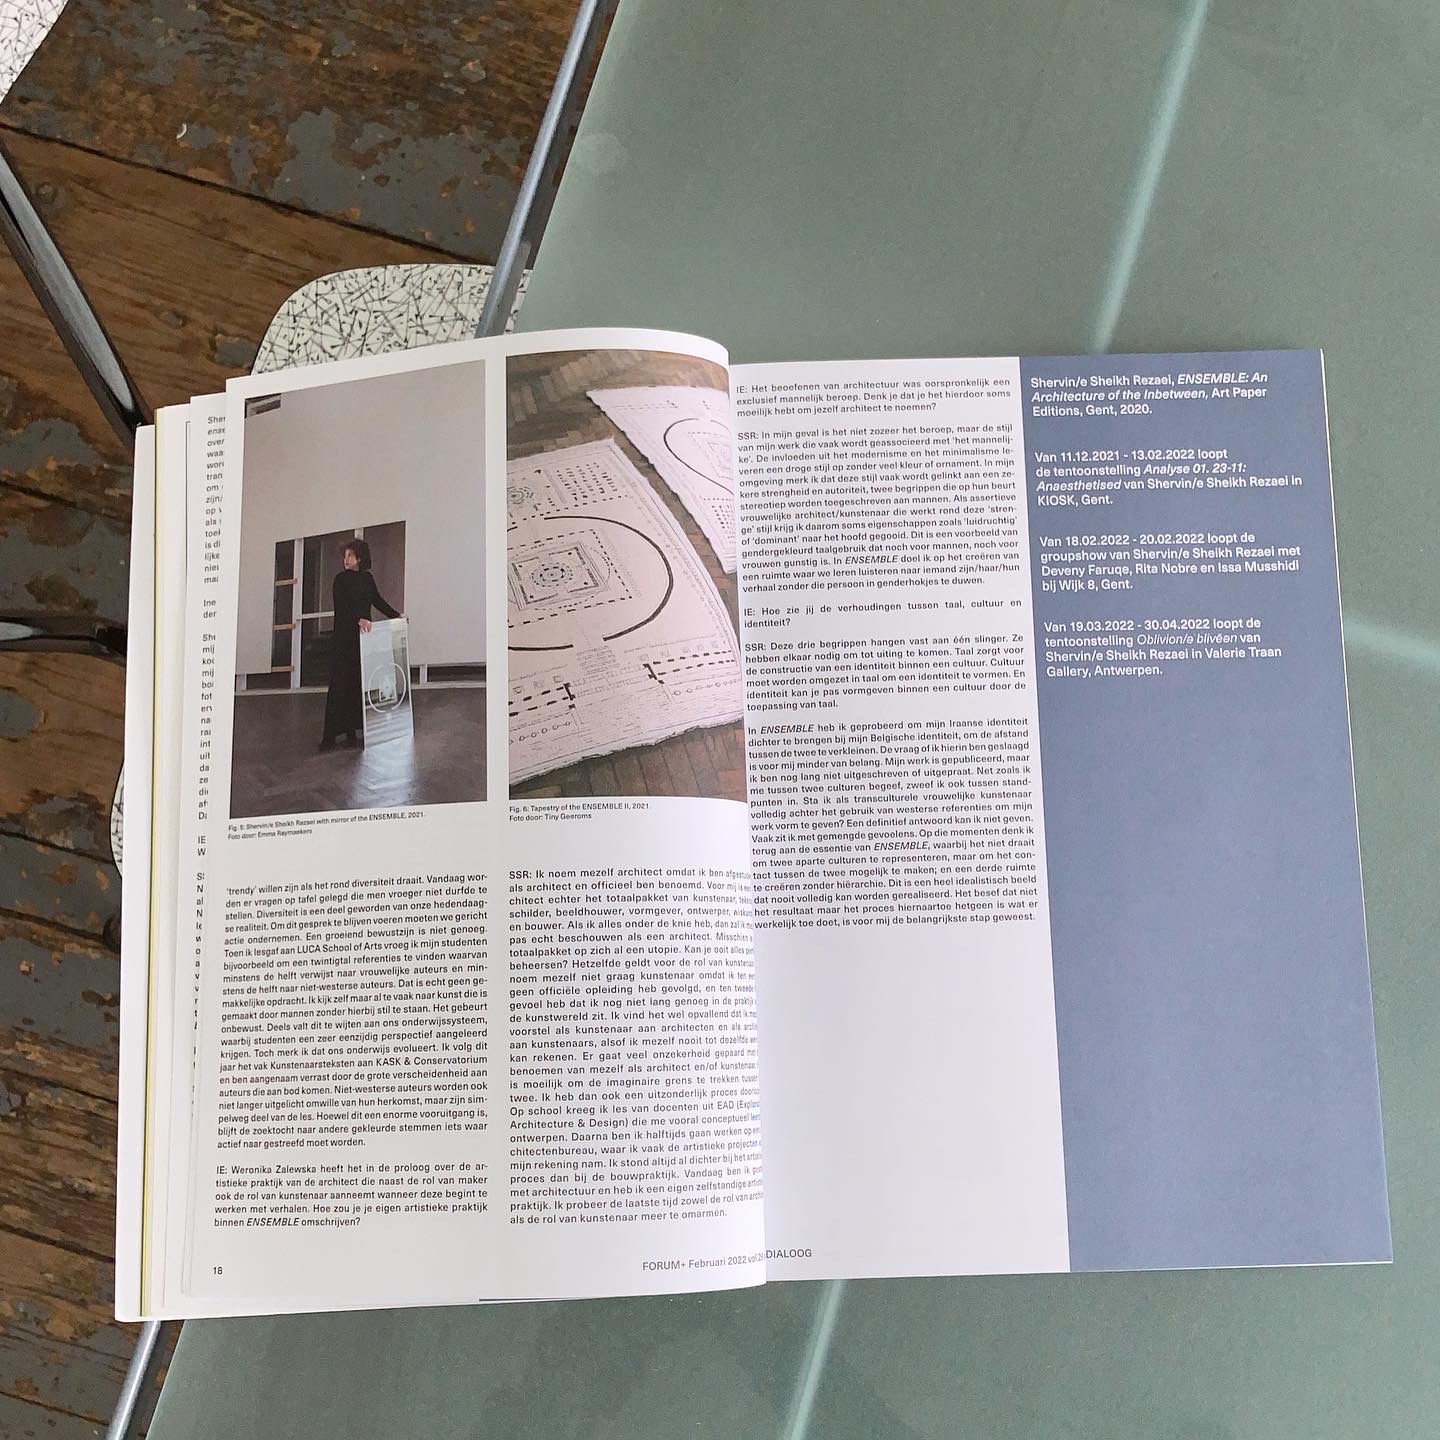 Fig. 5: Shervin/e Sheikh Rezaei with mirror of the ENSEMBLE, 2021.
Foto door: Emma Raymaekers
'trendy' willen zijn als het rond diversiteit draait. Vandaag wor-
den er vragen op tafel gelegd die men vroeger niet durfde te
stellen. Diversiteit is een deel geworden van onze hedendaag-
se realiteit. Om dit gesprek te blijven voeren moeten we gericht
actie ondernemen. Een groeiend bewustzijn is niet genoeg.
Toen ik lesgaf aan LUCA School of Arts vroeg ik mijn studenten
bijvoorbeeld om een twintigtal referenties te vinden waarvan
minstens de helft verwijst naar vrouwelijke auteurs en min-
stens de helft naar niet-westerse auteurs. Dat is echt geen ge-
makkelijke opdracht. Ik kijk zelf maar al te vaak naar kunst die is
gemaakt door mannen zonder hierbij stil te staan. Het gebeurt
onbewust. Deels valt dit te wijten aan ons onderwijssysteem,
waarbij studenten een zeer eenzijdig perspectief aangeleerd
krijgen. Toch merk ik dat ons onderwijs evolueert. Ik volg dit
jaar het vak Kunstenaarsteksten aan KASK & Conservatorium
en ben aangenaam verrast door de grote verscheidenheid aan
auteurs die aan bod komen. Niet-westerse auteurs worden ook
niet langer uitgelicht omwille van hun herkomst, maar zijn sim-
pelweg deel van de les. Hoewel dit een enorme vooruitgang is,
blijft de zoektocht naar andere gekleurde stemmen iets waar
actief naar gestreefd moet worden.
IE: Weronika Zalewska heeft het in de proloog over de ar-
tistieke praktijk van de architect die naast de rol van maker
ook de rol van kunstenaar aanneemt wanneer deze begint te
werken met verhalen. Hoe zou je je eigen artistieke praktijk
binnen ENSEMBLE omschrijven?
18
Fig. 6: Tapestry of the ENSEMBLE II, 2021.
Foto door: Tiny Geeroms
SSR: Ik noem mezelf architect omdat ik ben
als architect en officieel ben benoemd. Voor mij is een
chitect echter het totaalpakket van kunstenaar,
schilder, beeldhouwer, vormgever, ontwerper,
en bouwer. Als ik alles onder de knie heb, dan zal ik
pas echt beschouwen als een architect. Misschien
totaalpakket op zich al een utopie. Kan je ooit alles
beheersen? Hetzelfde geldt voor de rol van
noem mezelf niet graag kunstenaar omdat ik ten
geen officiële opleiding heb gevolgd, en ten tweede
gevoel heb dat ik nog niet lang genoeg in de praktijk
de kunstwereld zit. Ik vind het wel opvallend dat ik
voorstel als kunstenaar aan architecten en als
aan kunstenaars, alsof ik mezelf nooit tot dezelfde
kan rekenen. Er gaat veel onzekerheid gepaard
benoemen van mezelf als architect en/of
is moeilijk om de imaginaire grens te trekken tussen
twee. Ik heb dan ook een uitzonderlijk proces
Op school kreeg ik les van docenten uit EAD
Architecture & Design) die me vooral conceptueel
ontwerpen. Daarna ben ik halftijds gaan werken op
chitectenbureau, waar ik vaak de artistieke projecten
mijn rekening nam. Ik stond altijd al dichter bij het
proces dan bij de bouwpraktijk. Vandaag ben ik
met architectuur en heb ik een eigen zelfstandige
praktijk. Ik probeer de laatste tijd zowel de rol van
als de rol van kunstenaar meer te omarmen.
FORUM+ Februari 2022
IE: Het beoefenen van architectuur was oorspronkelijk een
exclusief mannelijk beroep. Denk je dat je het hierdoor soms
moeilijk hebt om jezelf architect te noemen?
SSR: In mijn geval is het niet zozeer het beroep, maar de stijl
van mijn werk die vaak wordt geassocieerd met 'het mannelij-
ke'. De invloeden uit het modernisme en het minimalisme le-
veren een droge stijl op zonder veel kleur of ornament. In mijn
omgeving merk ik dat deze stijl vaak wordt gelinkt aan een ze-
kere strengheid en autoriteit, twee begrippen die op hun beurt
stereotiep worden toegeschreven aan mannen. Als assertieve
vrouwelijke architect/kunstenaar die werkt rond deze 'stren-
ge' stijl krijg ik daarom soms eigenschappen zoals 'luidruchtig'
of 'dominant' naar het hoofd gegooid. Dit is een voorbeeld van
gendergekleurd taalgebruik dat noch voor mannen, noch voor
vrouwen gunstig is. In ENSEMBLE doel ik op het creëren van
een ruimte waar we leren luisteren naar iemand zijn/haar/hun
verhaal zonder die persoon in genderhokjes te duwen.
IE: Hoe zie jij de verhoudingen tussen taal, cultuur en
identiteit?
SSR: Deze drie begrippen hangen vast aan één slinger. Ze
hebben elkaar nodig om tot uiting te komen. Taal zorgt voor
de constructie van een identiteit binnen een cultuur. Cultuur
moet worden omgezet in taal om een identiteit te vormen. En
identiteit kan je pas vormgeven binnen een cultuur door de
toepassing van taal.
In ENSEMBLE heb ik geprobeerd om mijn Iraanse identiteit
dichter te brengen bij mijn Belgische identiteit, om de afstand
tussen de twee te verkleinen. De vraag of ik hierin ben geslaagd
is voor mij minder van belang. Mijn werk is gepubliceerd, maar
ik ben nog lang niet uitgeschreven of uitgepraat. Net zoals ik
me tussen twee culturen begeef, zweef ik ook tussen stand-
punten in. Sta ik als transculturele vrouwelijke kunstenaar
volledig achter het gebruik van westerse referenties om mijn
werk vorm te geven? Een definitief antwoord kan ik niet geven.
Vaak zit ik met gemengde gevoelens. Op die momenten denk ik
terug aan de essentie van ENSEMBLE, waarbij het niet draait
om twee aparte culturen te representeren, maar om het con-
tact tussen de twee mogelijk te maken; en een derde ruimte
te creëren zonder hiërarchie. Dit is een heel idealistisch beeld
dat nooit volledig kan worden gerealiseerd. Het besef dat niet
het resultaat maar het proces hiernaartoe hetgeen is wat er
werkelijk toe doet, is voor mij de belangrijkste stap geweest.
DIALOOG
Shervin/e Sheikh Rezaei, ENSEMBLE: An
Architecture of the Inbetween, Art Paper
Editions, Gent, 2020.
Van 11.12.2021 - 13.02.2022 loopt
de tentoonstelling Analyse 01. 23-11:
Anaesthetised van Shervin/e Sheikh Rezaei in
KIOSK, Gent.
Van 18.02.2022 - 20.02.2022 loopt de
groupshow van Shervin/e Sheikh Rezaei met
Deveny Faruqe, Rita Nobre en Issa Musshidi
bij Wijk 8, Gent.
Van 19.03.2022 - 30.04.2022 loopt de
tentoonstelling Oblivion/ə blivēən van
Shervin/e Sheikh Rezaei in Valerie Traan
Gallery, Antwerpen.